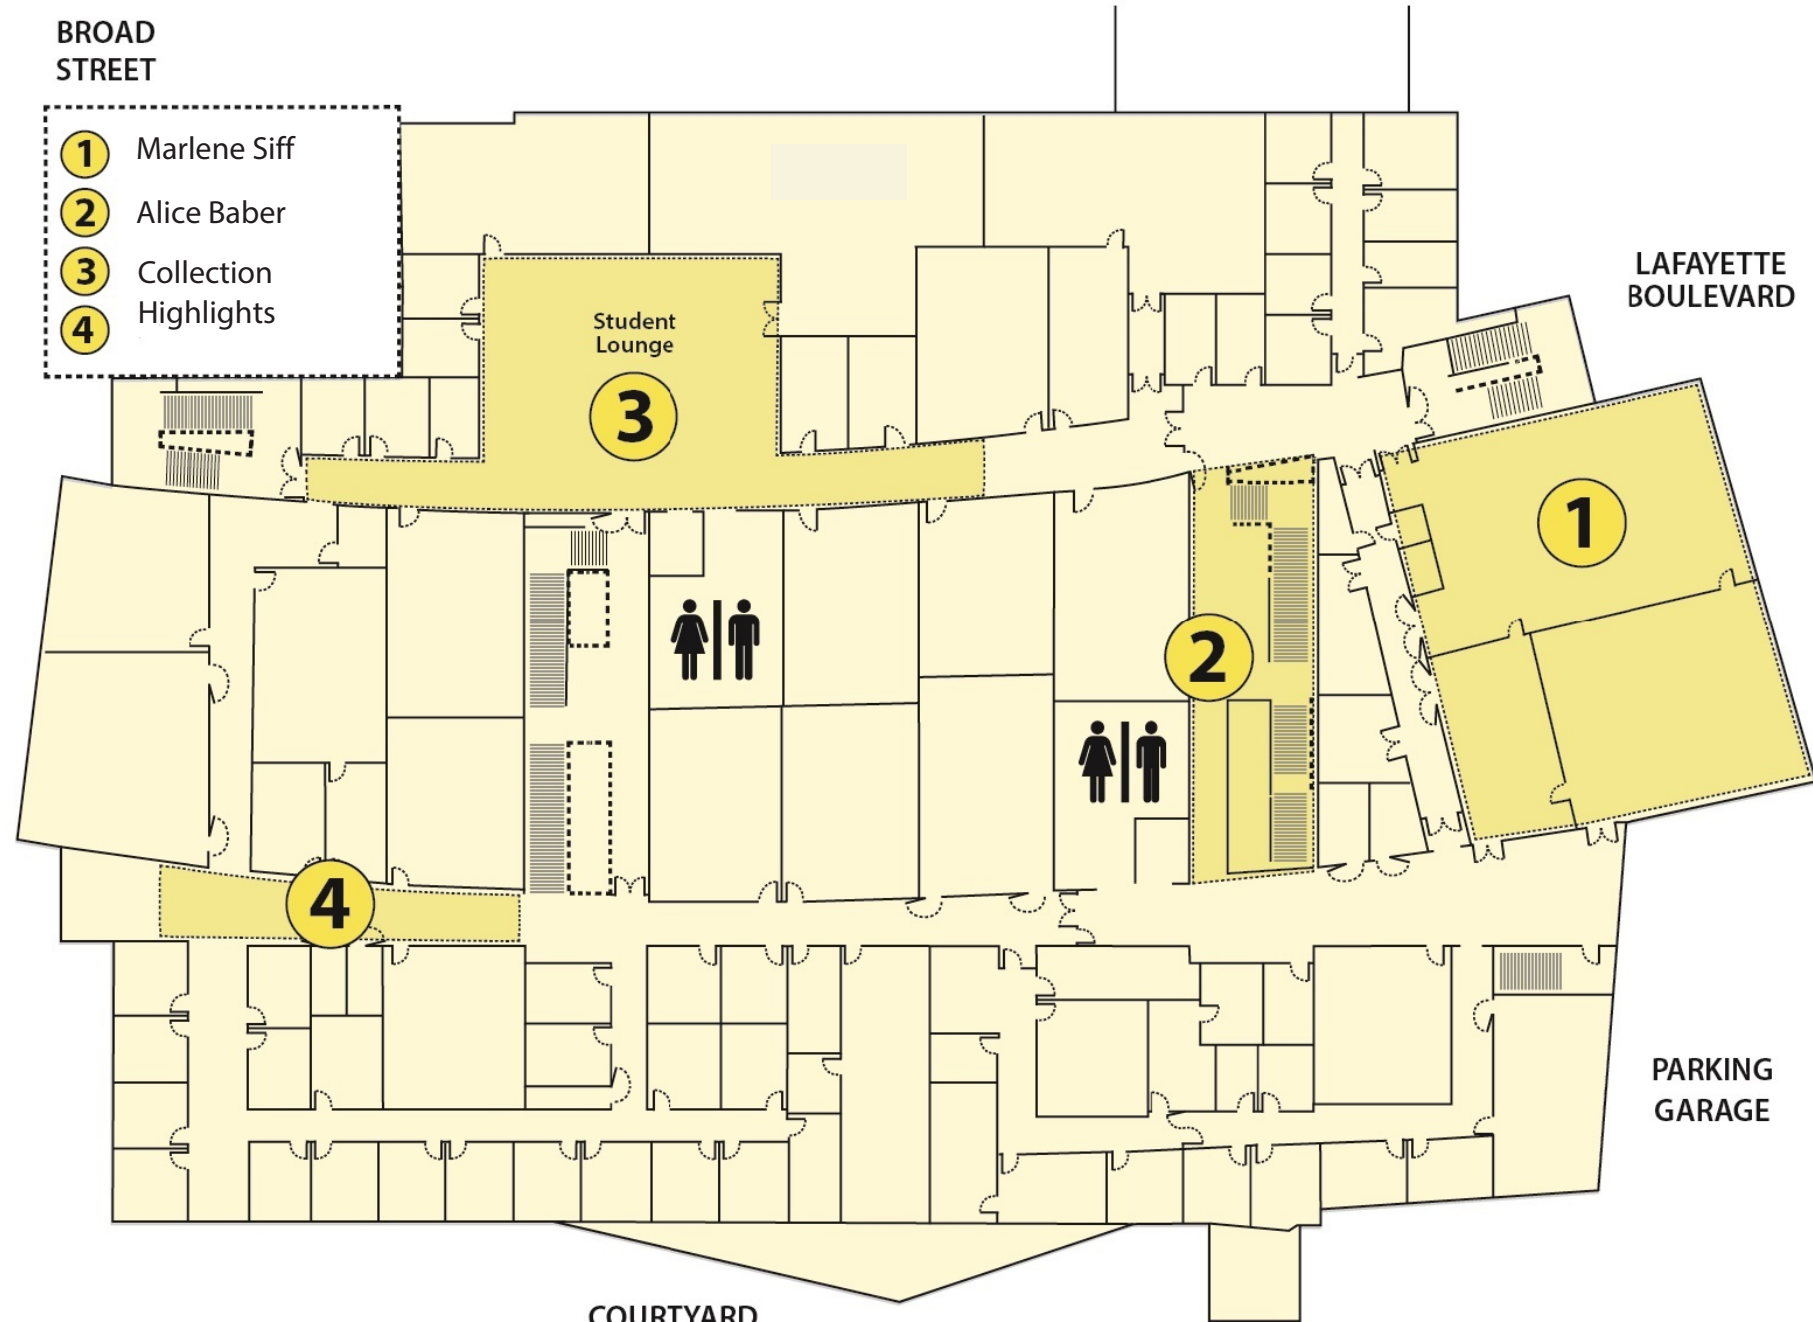 BROAD
STREET
1 Marlene Siff
2 Alice Baber
3 Collection
Highlights
4
LAFAYETTE
BOULEVARD
Student
Lounge
3
1
2
4
PARKING
GARAGE
COURTYARD